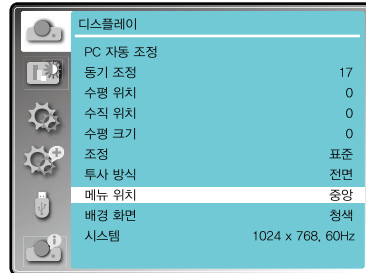 디스플레이
PC 자동 조정
동기 조정 17
수평 위치 0
수직 위치 0
수평 크기 0
조정 표준
투사 방식 전면
메뉴 위치 중앙
배경 화면 청색
시스템 1024 x 768, 60Hz